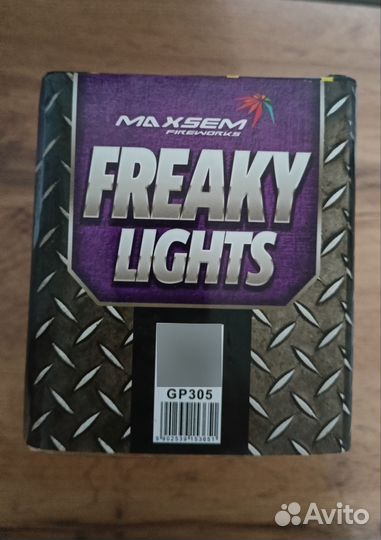 MAXSEM
FIREWORKS
FREAKY
LIGHTS
GP305
Avito